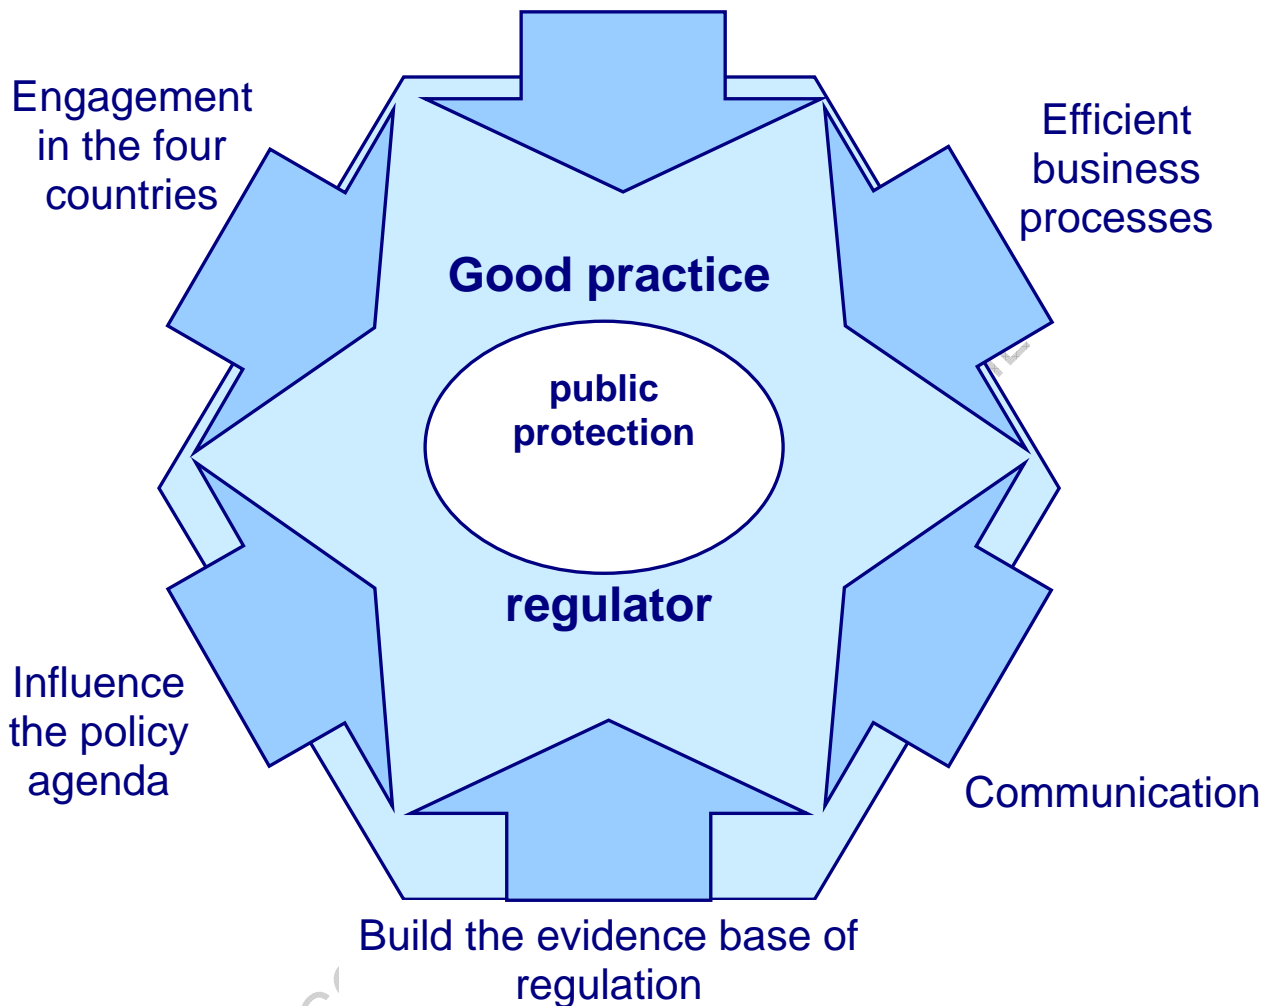 Engagement
in the four
countries
Efficient
business
processes
Good practice
public
protection
regulator
Influence
the policy
agenda
Communication
Build the evidence base of
regulation